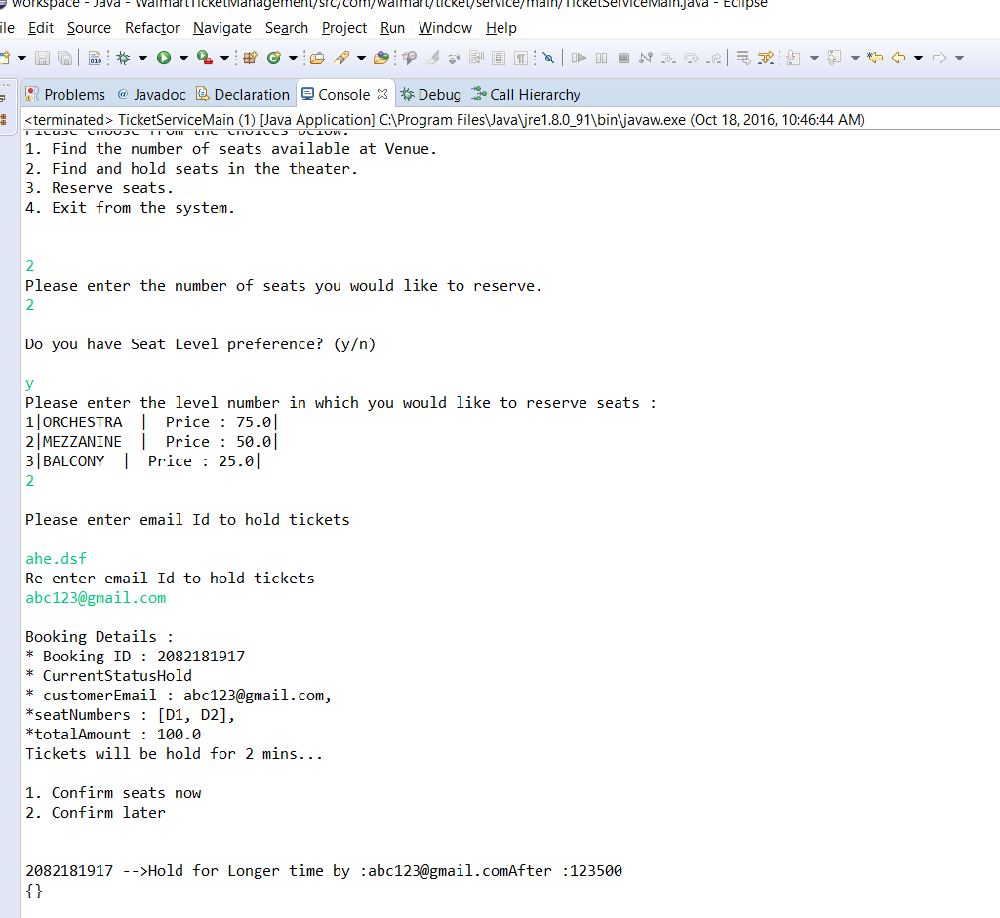 workspace - Java - WalmartTicketManagement/src/com/walmart/ticket/service/main/TicketServiceMain.java - Eclipse
ile Edit Source Refactor Navigate Search Project Run Window Help
Problems @ Javadoc Declaration Console Debug Call Hierarchy
<terminated> TicketServiceMain (1) [Java Application] C:\Program Files\Java\jre1.8.0_91\bin\javaw.exe (Oct 18, 2016, 10:46:44 AM)
Please choose from the choices below.
1. Find the number of seats available at Venue.
2. Find and hold seats in the theater.
3. Reserve seats.
4. Exit from the system.
2
Please enter the number of seats you would like to reserve.
2
Do you have Seat Level preference? (y/n)
y
Please enter the level number in which you would like to reserve seats :
1|ORCHESTRA  |  Price : 75.0|
2|MEZZANINE  |  Price : 50.0|
3|BALCONY  |  Price : 25.0|
2
Please enter email Id to hold tickets
ahe.dsf
Re-enter email Id to hold tickets
abc123@gmail.com
Booking Details :
* Booking ID : 2082181917
* CurrentStatusHold
* customerEmail : abc123@gmail.com,
*seatNumbers : [D1, D2],
*totalAmount : 100.0
Tickets will be hold for 2 mins...
1. Confirm seats now
2. Confirm later
2082181917 -->Hold for Longer time by :abc123@gmail.comAfter :123500
{}